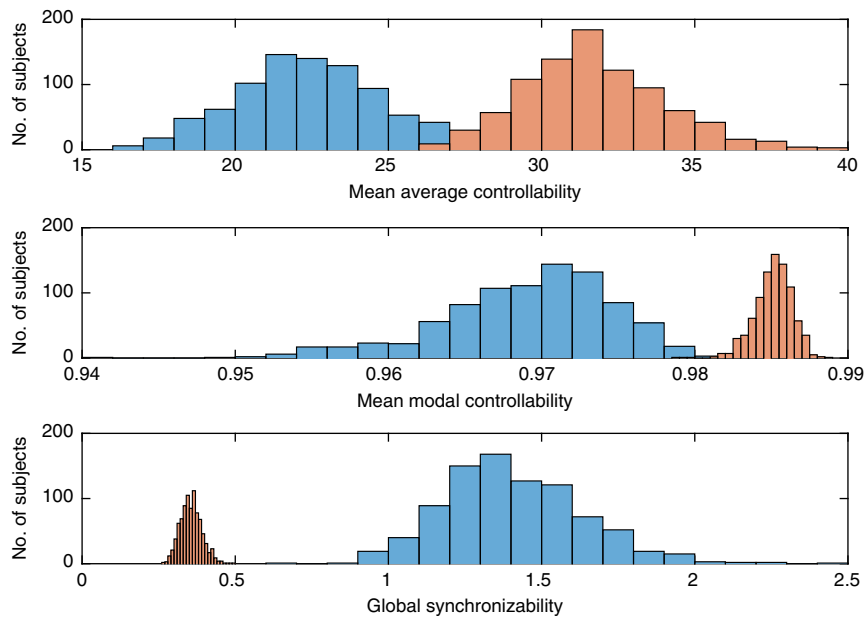 No. of subjects
200
100
0
15 20 25 30 35 40
Mean average controllability
No. of subjects
200
100
0
0.94 0.95 0.96 0.97 0.98 0.99
Mean modal controllability
No. of subjects
200
100
0
0 0.5 1 1.5 2 2.5
Global synchronizability